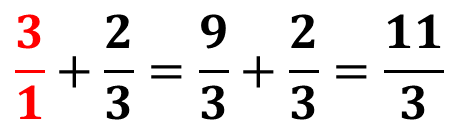 3/1 + 2/3 = 9/3 + 2/3 = 11/3